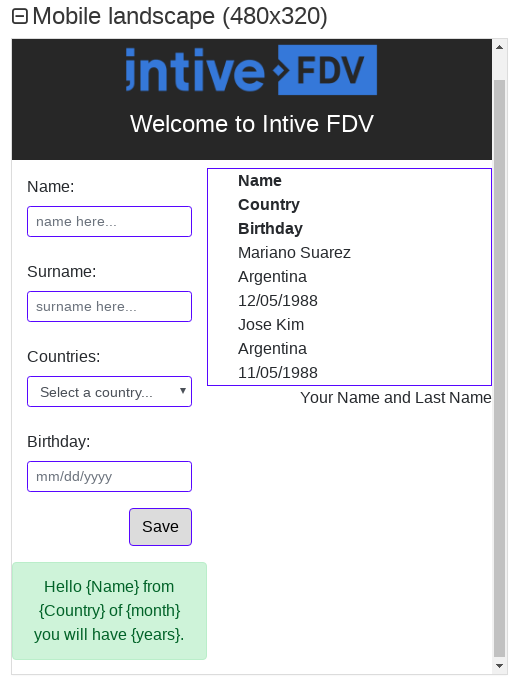 Mobile landscape (480x320)
intive FDV
Welcome to Intive FDV
Name:
name here...
Surname:
surname here...
Countries:
Select a country...
Birthday:
mm/dd/yyyy
Save
Hello {Name} from
{Country} of {month}
you will have {years}.
Name
Country
Birthday
Mariano Suarez
Argentina
12/05/1988
Jose Kim
Argentina
11/05/1988
Your Name and Last Name